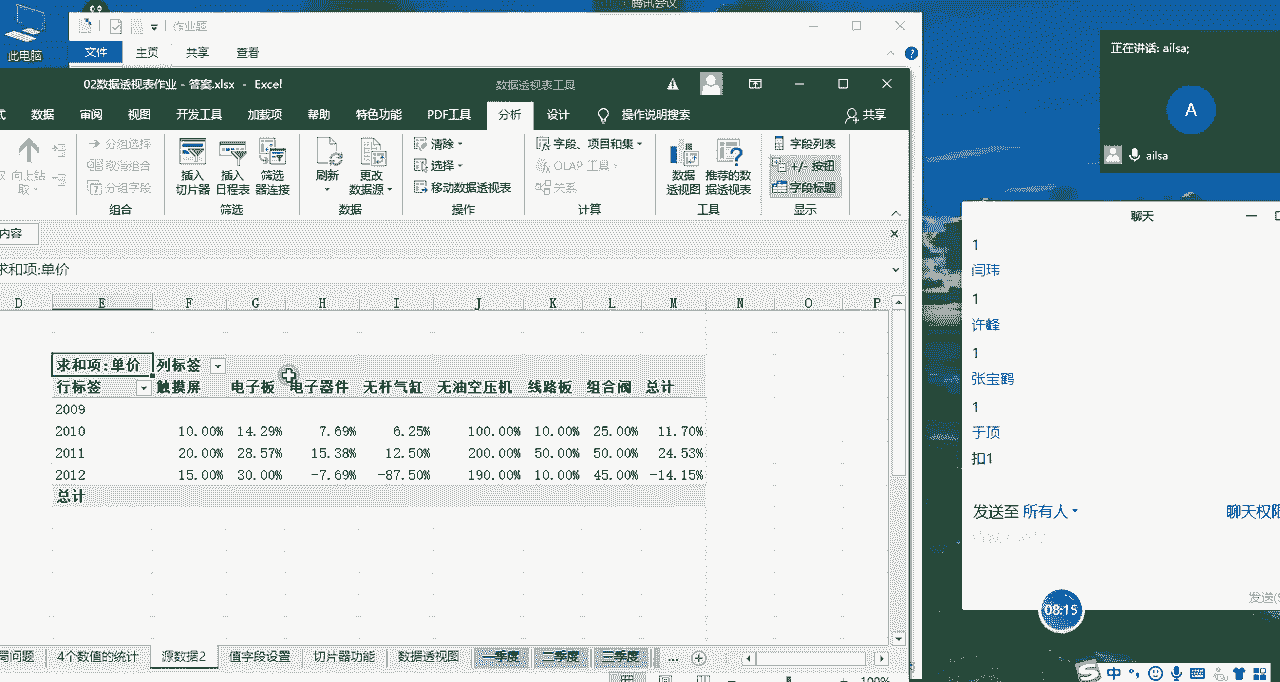 腾讯会议
此电脑
作业题
文件 主页 共享 查看
正在讲话: ailsa;
A
ailsa
02数据透视表作业 - 答案.xlsx - Excel 数据透视表工具
式 数据 审阅 视图 开发工具 加载项 帮助 特色功能 PDF工具 分析 设计 操作说明搜索 共享
分组选择 清除 字段、项目和集 字段列表
向上钻取 取消组合 插入切片器 插入日程表 筛选器连接 刷新 更改数据源 选择 OLAP 工具 数据透视图 推荐的数据透视表 +/- 按钮
分组字段 移动数据透视表 关系 字段标题
组合 筛选 数据 操作 计算 工具 显示
内容
求和项:单价
D E F G H I J K L M N O P
求和项:单价 列标签
行标签 触摸屏 电子板 电子器件 无杆气缸 无油空压机 线路板 组合阀 总计
2009
2010 10.00% 14.29% 7.69% 6.25% 100.00% 10.00% 25.00% 11.70%
2011 20.00% 28.57% 15.38% 12.50% 200.00% 50.00% 50.00% 24.53%
2012 15.00% 30.00% -7.69% -87.50% 190.00% 10.00% 45.00% -14.15%
总计
4个数值的统计 源数据2 值字段设置 切片器功能 数据透视图 一季度 二季度 三季度 ...
100%
聊天
1
闫玮
1
许峰
1
张宝鹤
1
于顶
扣1
发送至 所有人
聊天权限
发送(S
08:15
中